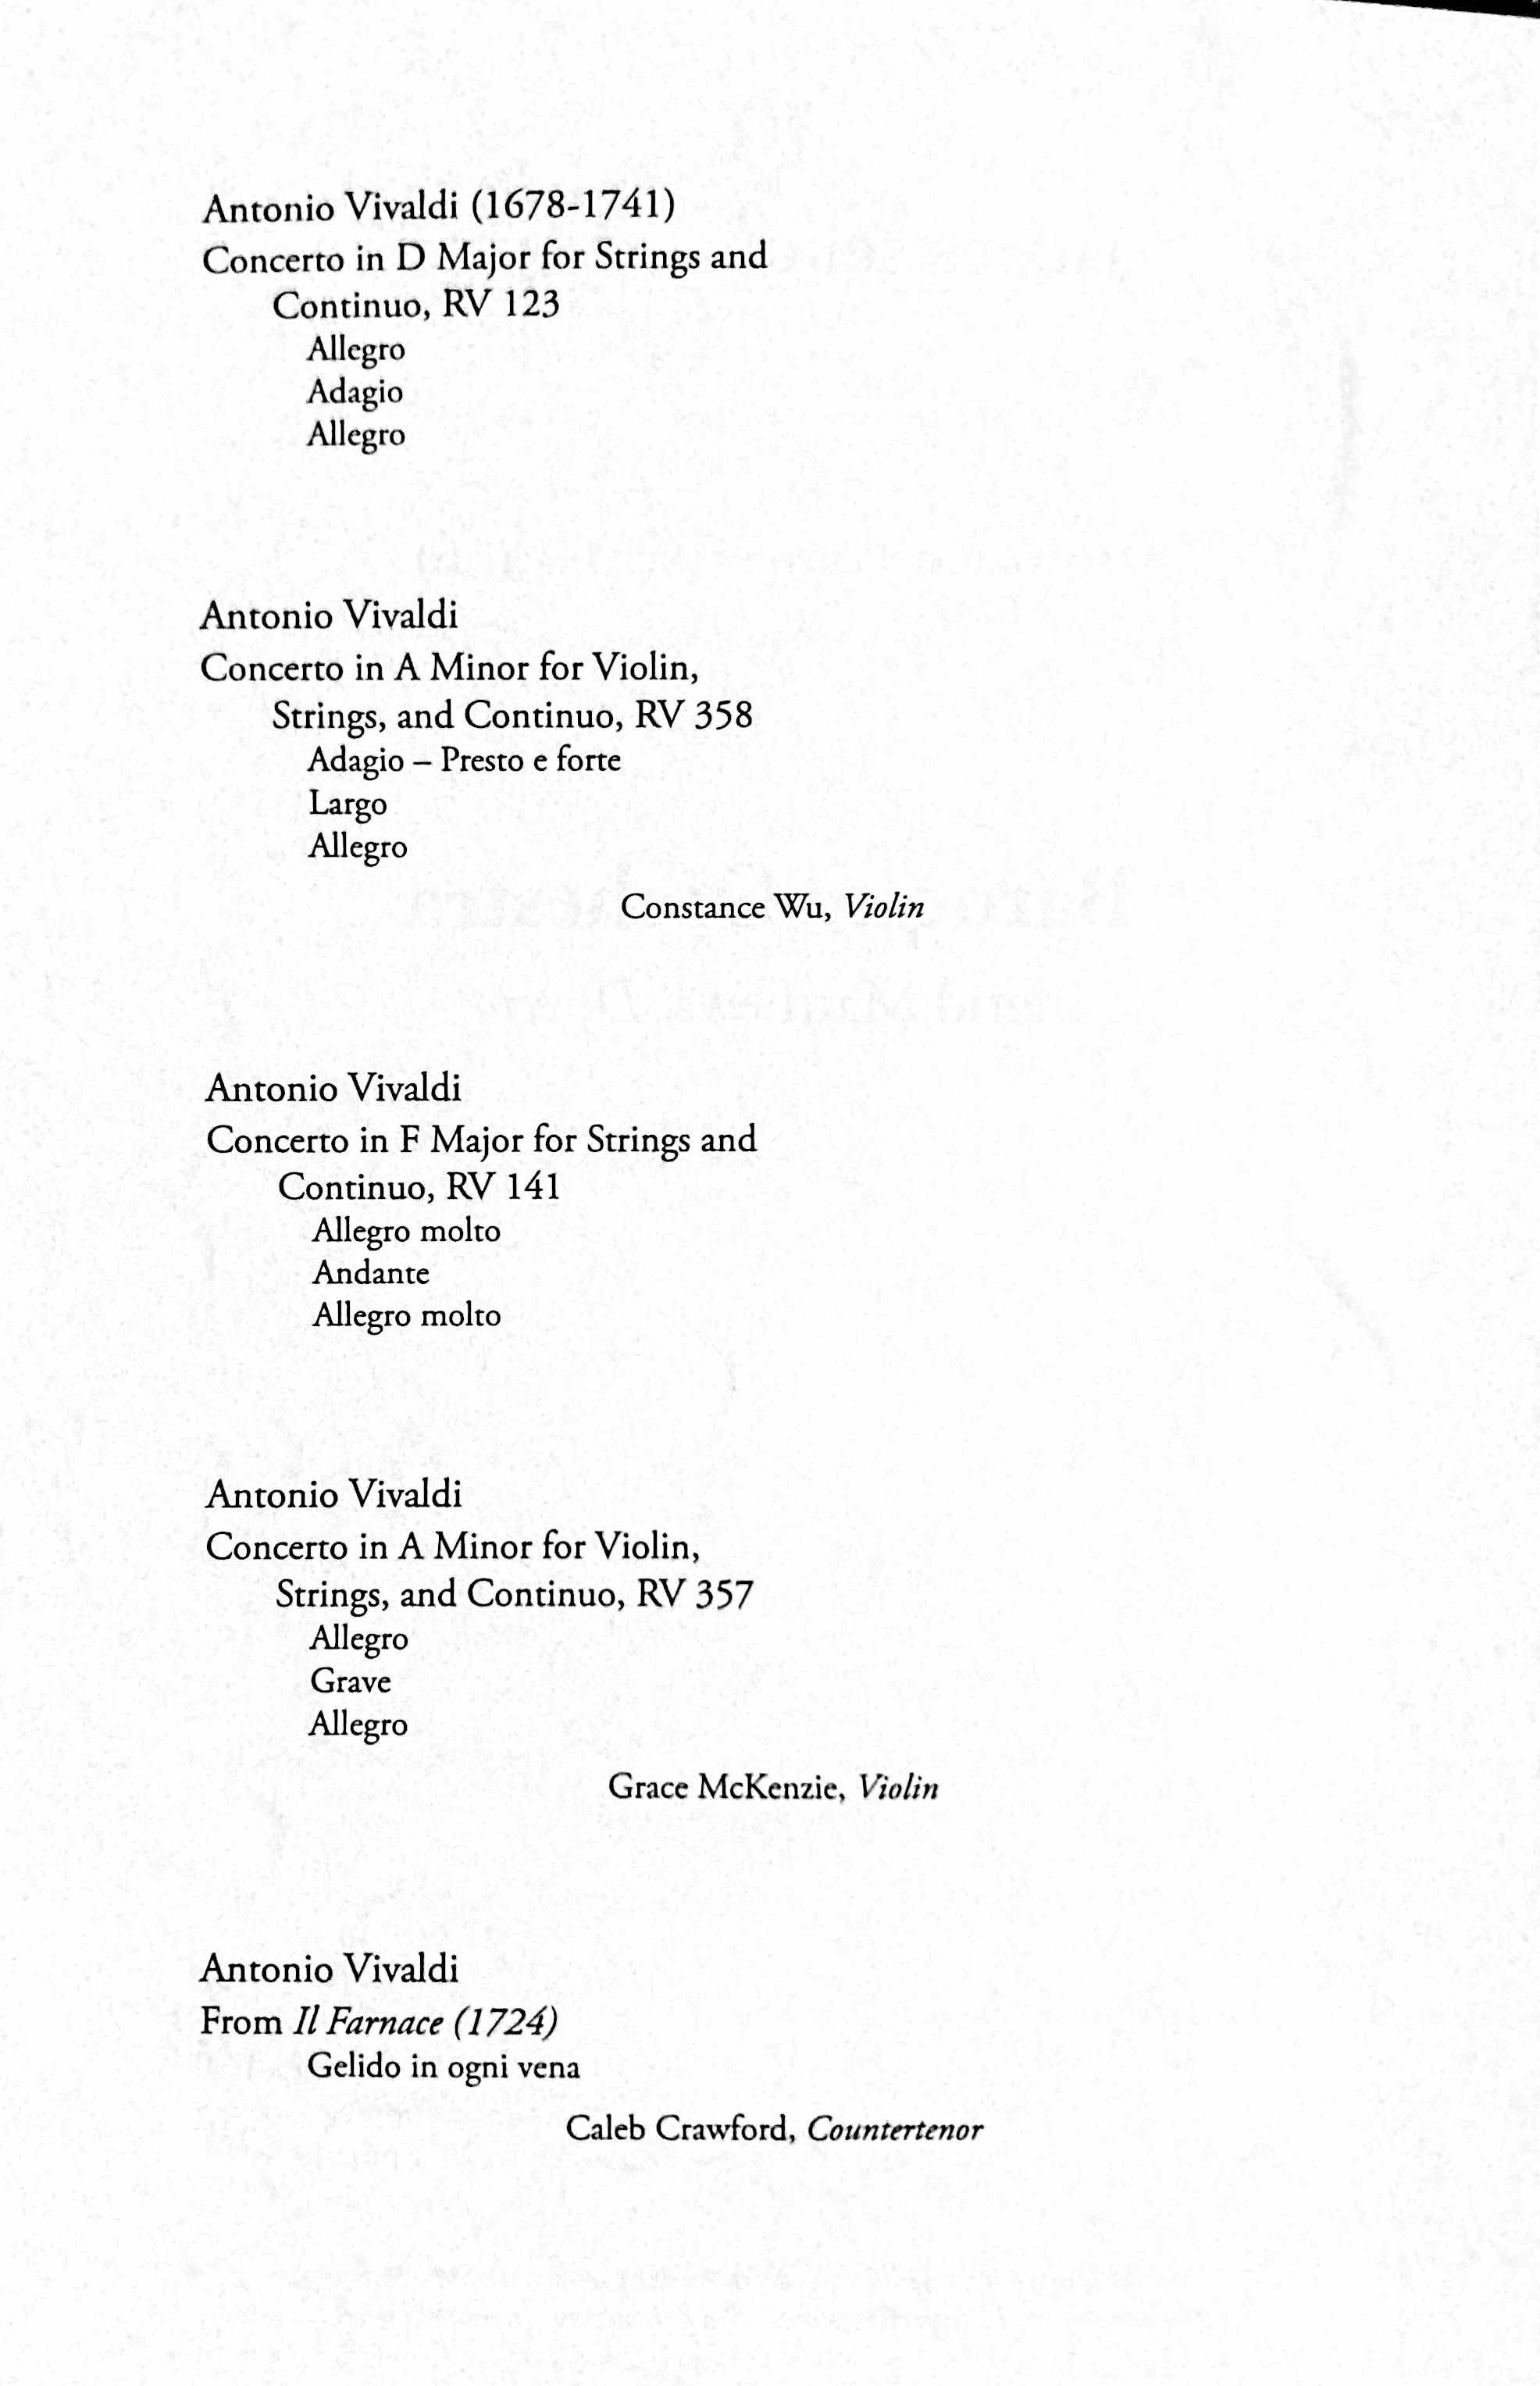 Antonio Vivaldi (1678-1741)
Concerto in D Major for Strings and
Continuo, RV 123
Allegro
Adagio
Allegro
Antonio Vivaldi
Concerto in A Minor for Violin,
Strings, and Continuo, RV 358
Adagio – Presto e forte
Largo
Allegro
Constance Wu, Violin
Antonio Vivaldi
Concerto in F Major for Strings and
Continuo, RV 141
Allegro molto
Andante
Allegro molto
Antonio Vivaldi
Concerto in A Minor for Violin,
Strings, and Continuo, RV 357
Allegro
Grave
Allegro
Grace McKenzie, Violin
Antonio Vivaldi
From Il Farnace (1724)
Gelido in ogni vena
Caleb Crawford, Countertenor